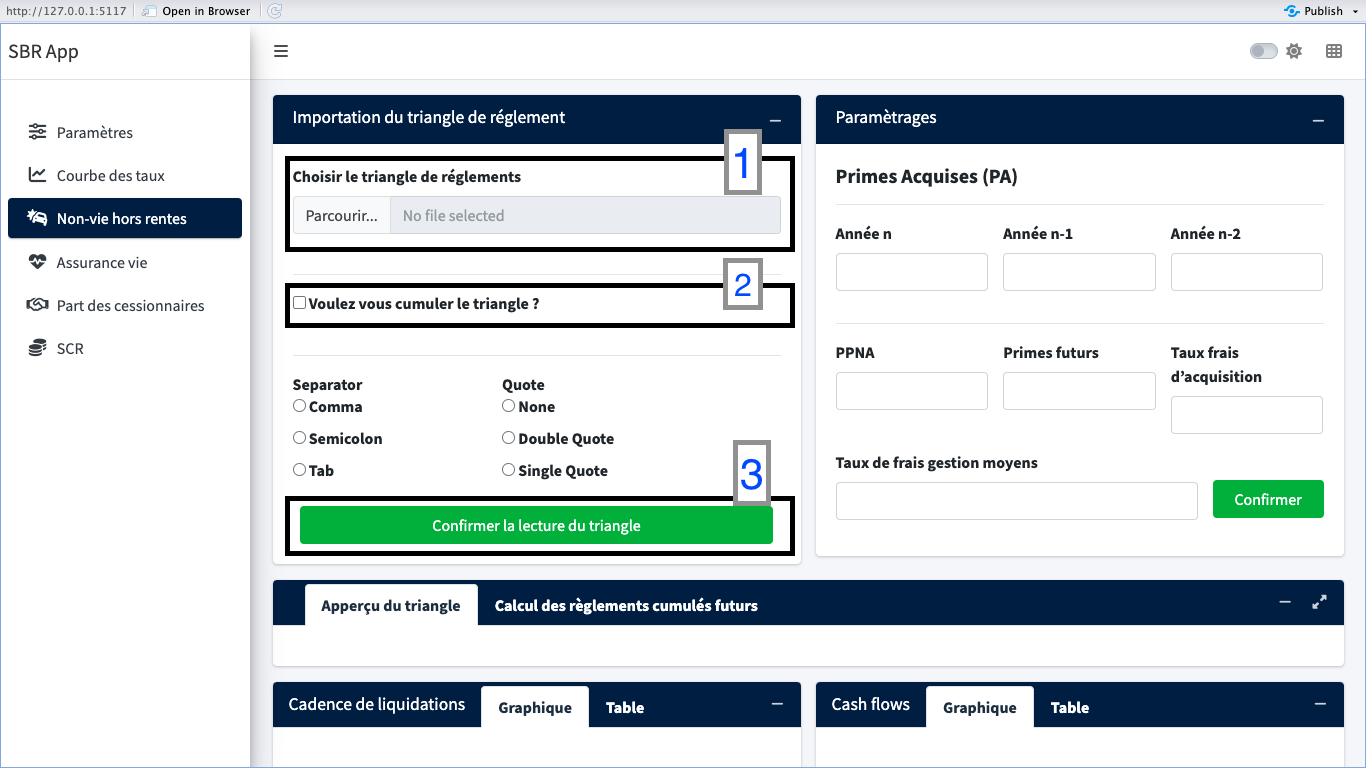 http://127.0.0.1:5117 Open in Browser Publish
SBR App
Paramètres
Courbe des taux
Non-vie hors rentes
Assurance vie
Part des cessionnaires
SCR
Importation du triangle de réglement
1
Choisir le triangle de réglements
Parcourir... No file selected
2
Voulez vous cumuler le triangle ?
Separator Quote
Comma None
Semicolon Double Quote
Tab Single Quote
3
Confirmer la lecture du triangle
Paramètrages
Primes Acquises (PA)
Année n Année n-1 Année n-2
PPNA Primes futurs Taux frais
d’acquisition
Taux de frais gestion moyens
Confirmer
Apperçu du triangle Calcul des règlements cumulés futurs
Cadence de liquidations Graphique Table
Cash flows Graphique Table